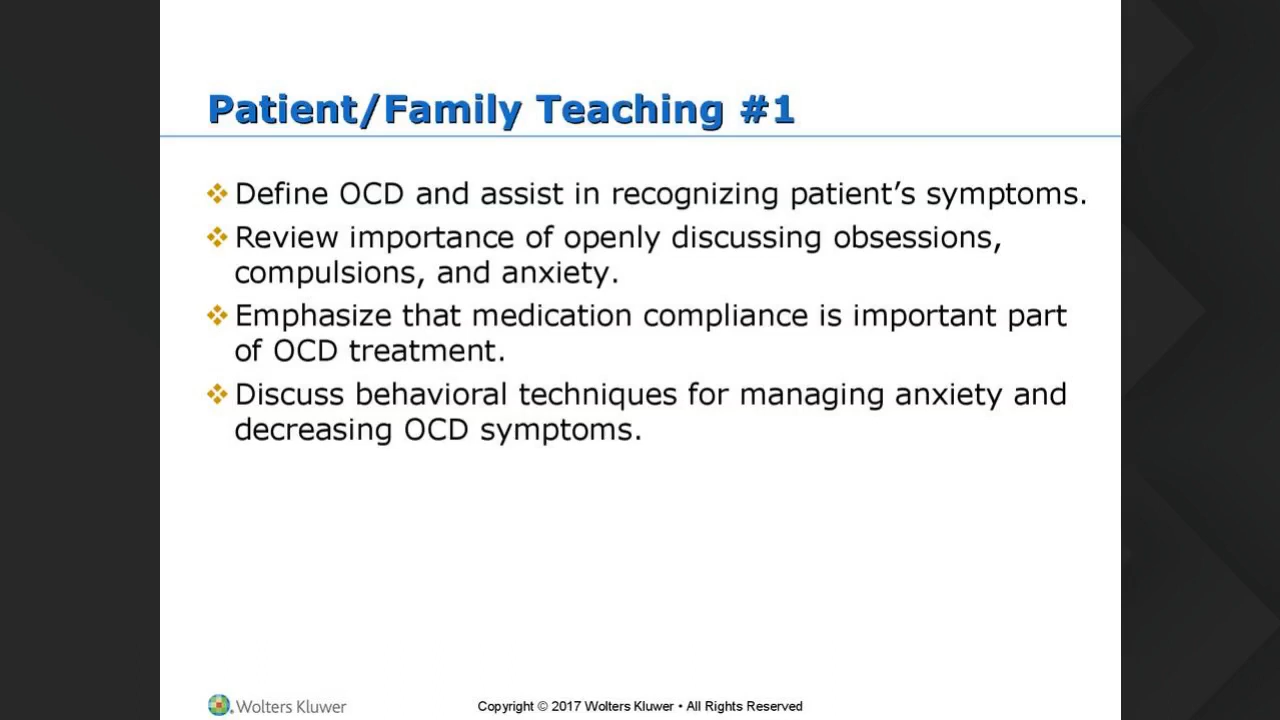 Patient/Family Teaching #1
Define OCD and assist in recognizing patient’s symptoms.
Review importance of openly discussing obsessions,
compulsions, and anxiety.
Emphasize that medication compliance is important part
of OCD treatment.
Discuss behavioral techniques for managing anxiety and
decreasing OCD symptoms.
Wolters Kluwer
Copyright © 2017 Wolters Kluwer • All Rights Reserved